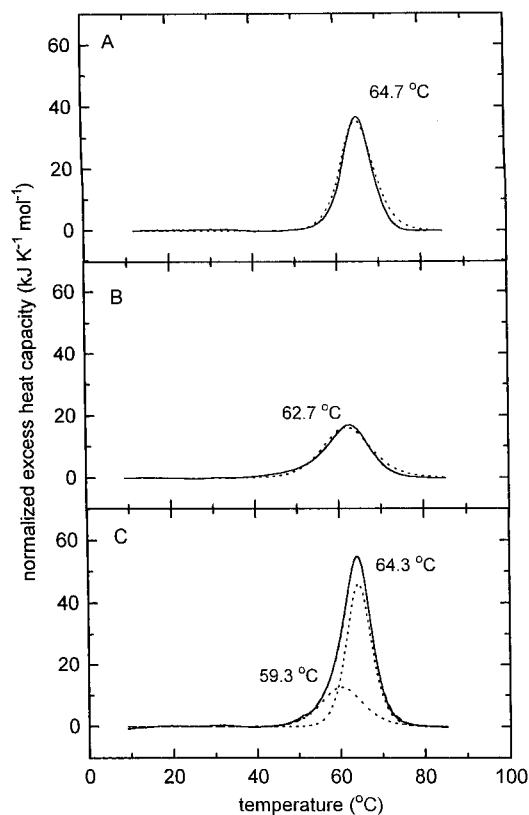 normalized excess heat capacity (kJ K⁻¹ mol⁻¹)
60
40
20
0
A
64.7 °C
60
40
20
0
B
62.7 °C
60
40
20
0
C
64.3 °C
59.3 °C
0 20 40 60 80 100
temperature (°C)